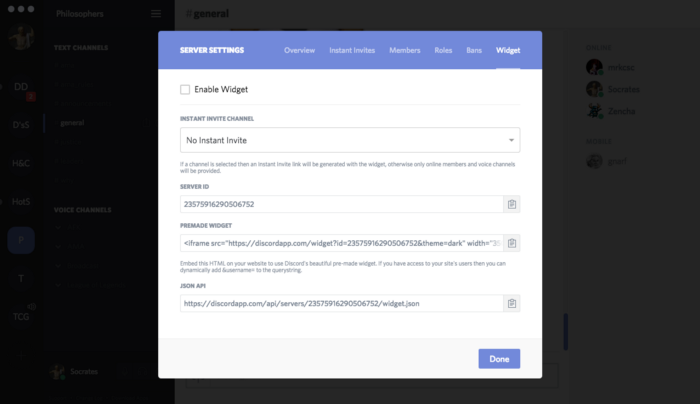 Philosophers
#general
SERVER SETTINGS
Overview
Instant Invites
Members
Roles
Bans
Widget
TEXT CHANNELS
general
VOICE CHANNELS
DD
D'xS
H&C
HotS
P
T
TCG
Socrates
Enable Widget
INSTANT INVITE CHANNEL
No Instant Invite
If a channel is selected then an Instant Invite link will be generated with the widget, otherwise only online members and voice channels
will be provided.
SERVER ID
23575916290506752
PREMADE WIDGET
<iframe src="https://discordapp.com/widget?id=23575916290506752&theme=dark" width="35
Embed this HTML on your website to use Discord's beautiful pre-made widget. If you have access to your site's users then you can
dynamically add &username= to the querystring.
JSON API
https://discordapp.com/api/servers/23575916290506752/widget.json
Done
ONLINE
Socrates
MOBILE